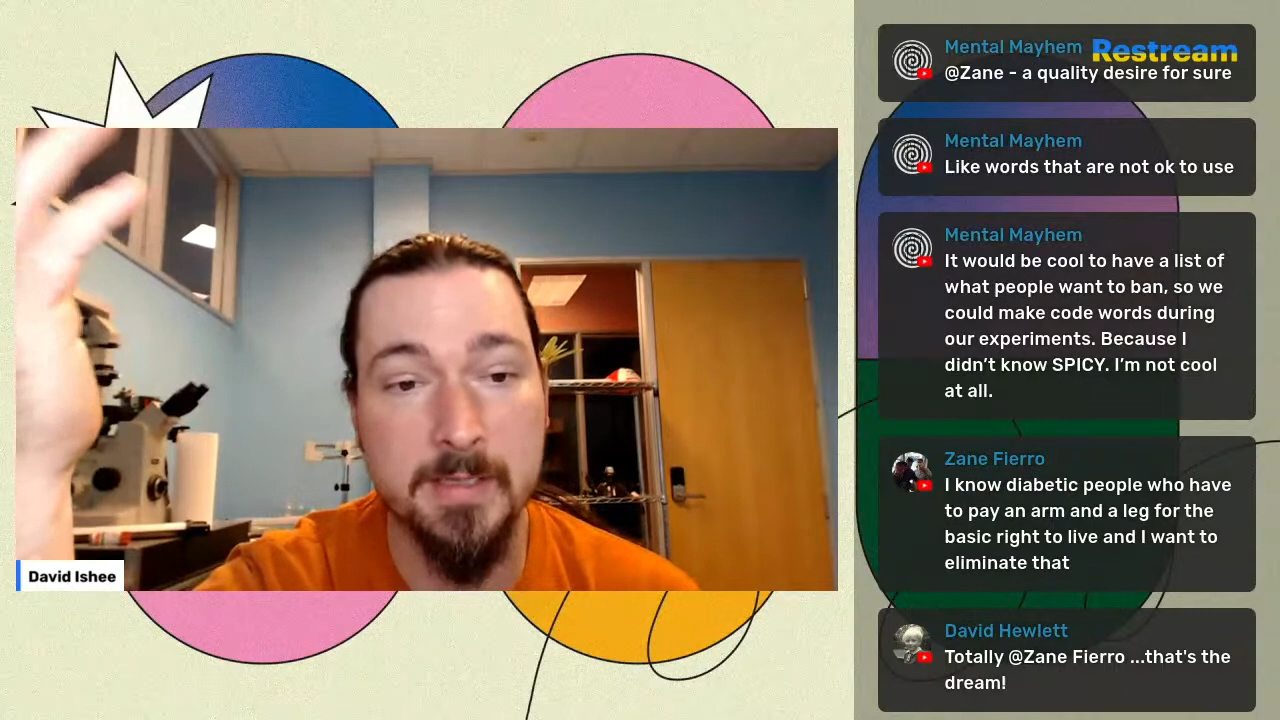 Mental Mayhem
Restream
@Zane - a quality desire for sure
Mental Mayhem
Like words that are not ok to use
Mental Mayhem
It would be cool to have a list of
what people want to ban, so we
could make code words during
our experiments. Because I
didn’t know SPICY. I’m not cool
at all.
Zane Fierro
I know diabetic people who have
to pay an arm and a leg for the
basic right to live and I want to
eliminate that
David Hewlett
Totally @Zane Fierro ...that's the
dream!
David Ishee